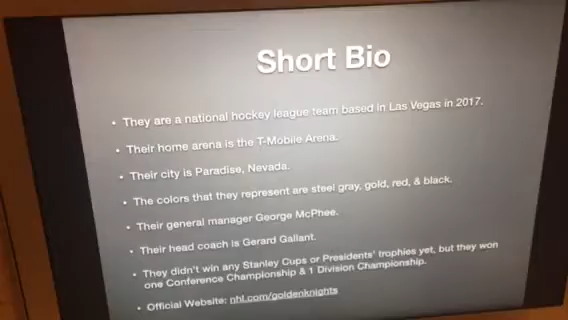 Short Bio
• They are a national hockey league team based in Las Vegas in 2017.
• Their home arena is the T-Mobile Arena.
• Their city is Paradise, Nevada.
• The colors that they represent are steel gray, gold, red, & black.
• Their general manager George McPhee.
• Their head coach is Gerard Gallant.
• They didn't win any Stanley Cups or Presidents' trophies yet, but they won
one Conference Championship & 1 Division Championship.
• Official Website: nhl.com/goldenknights